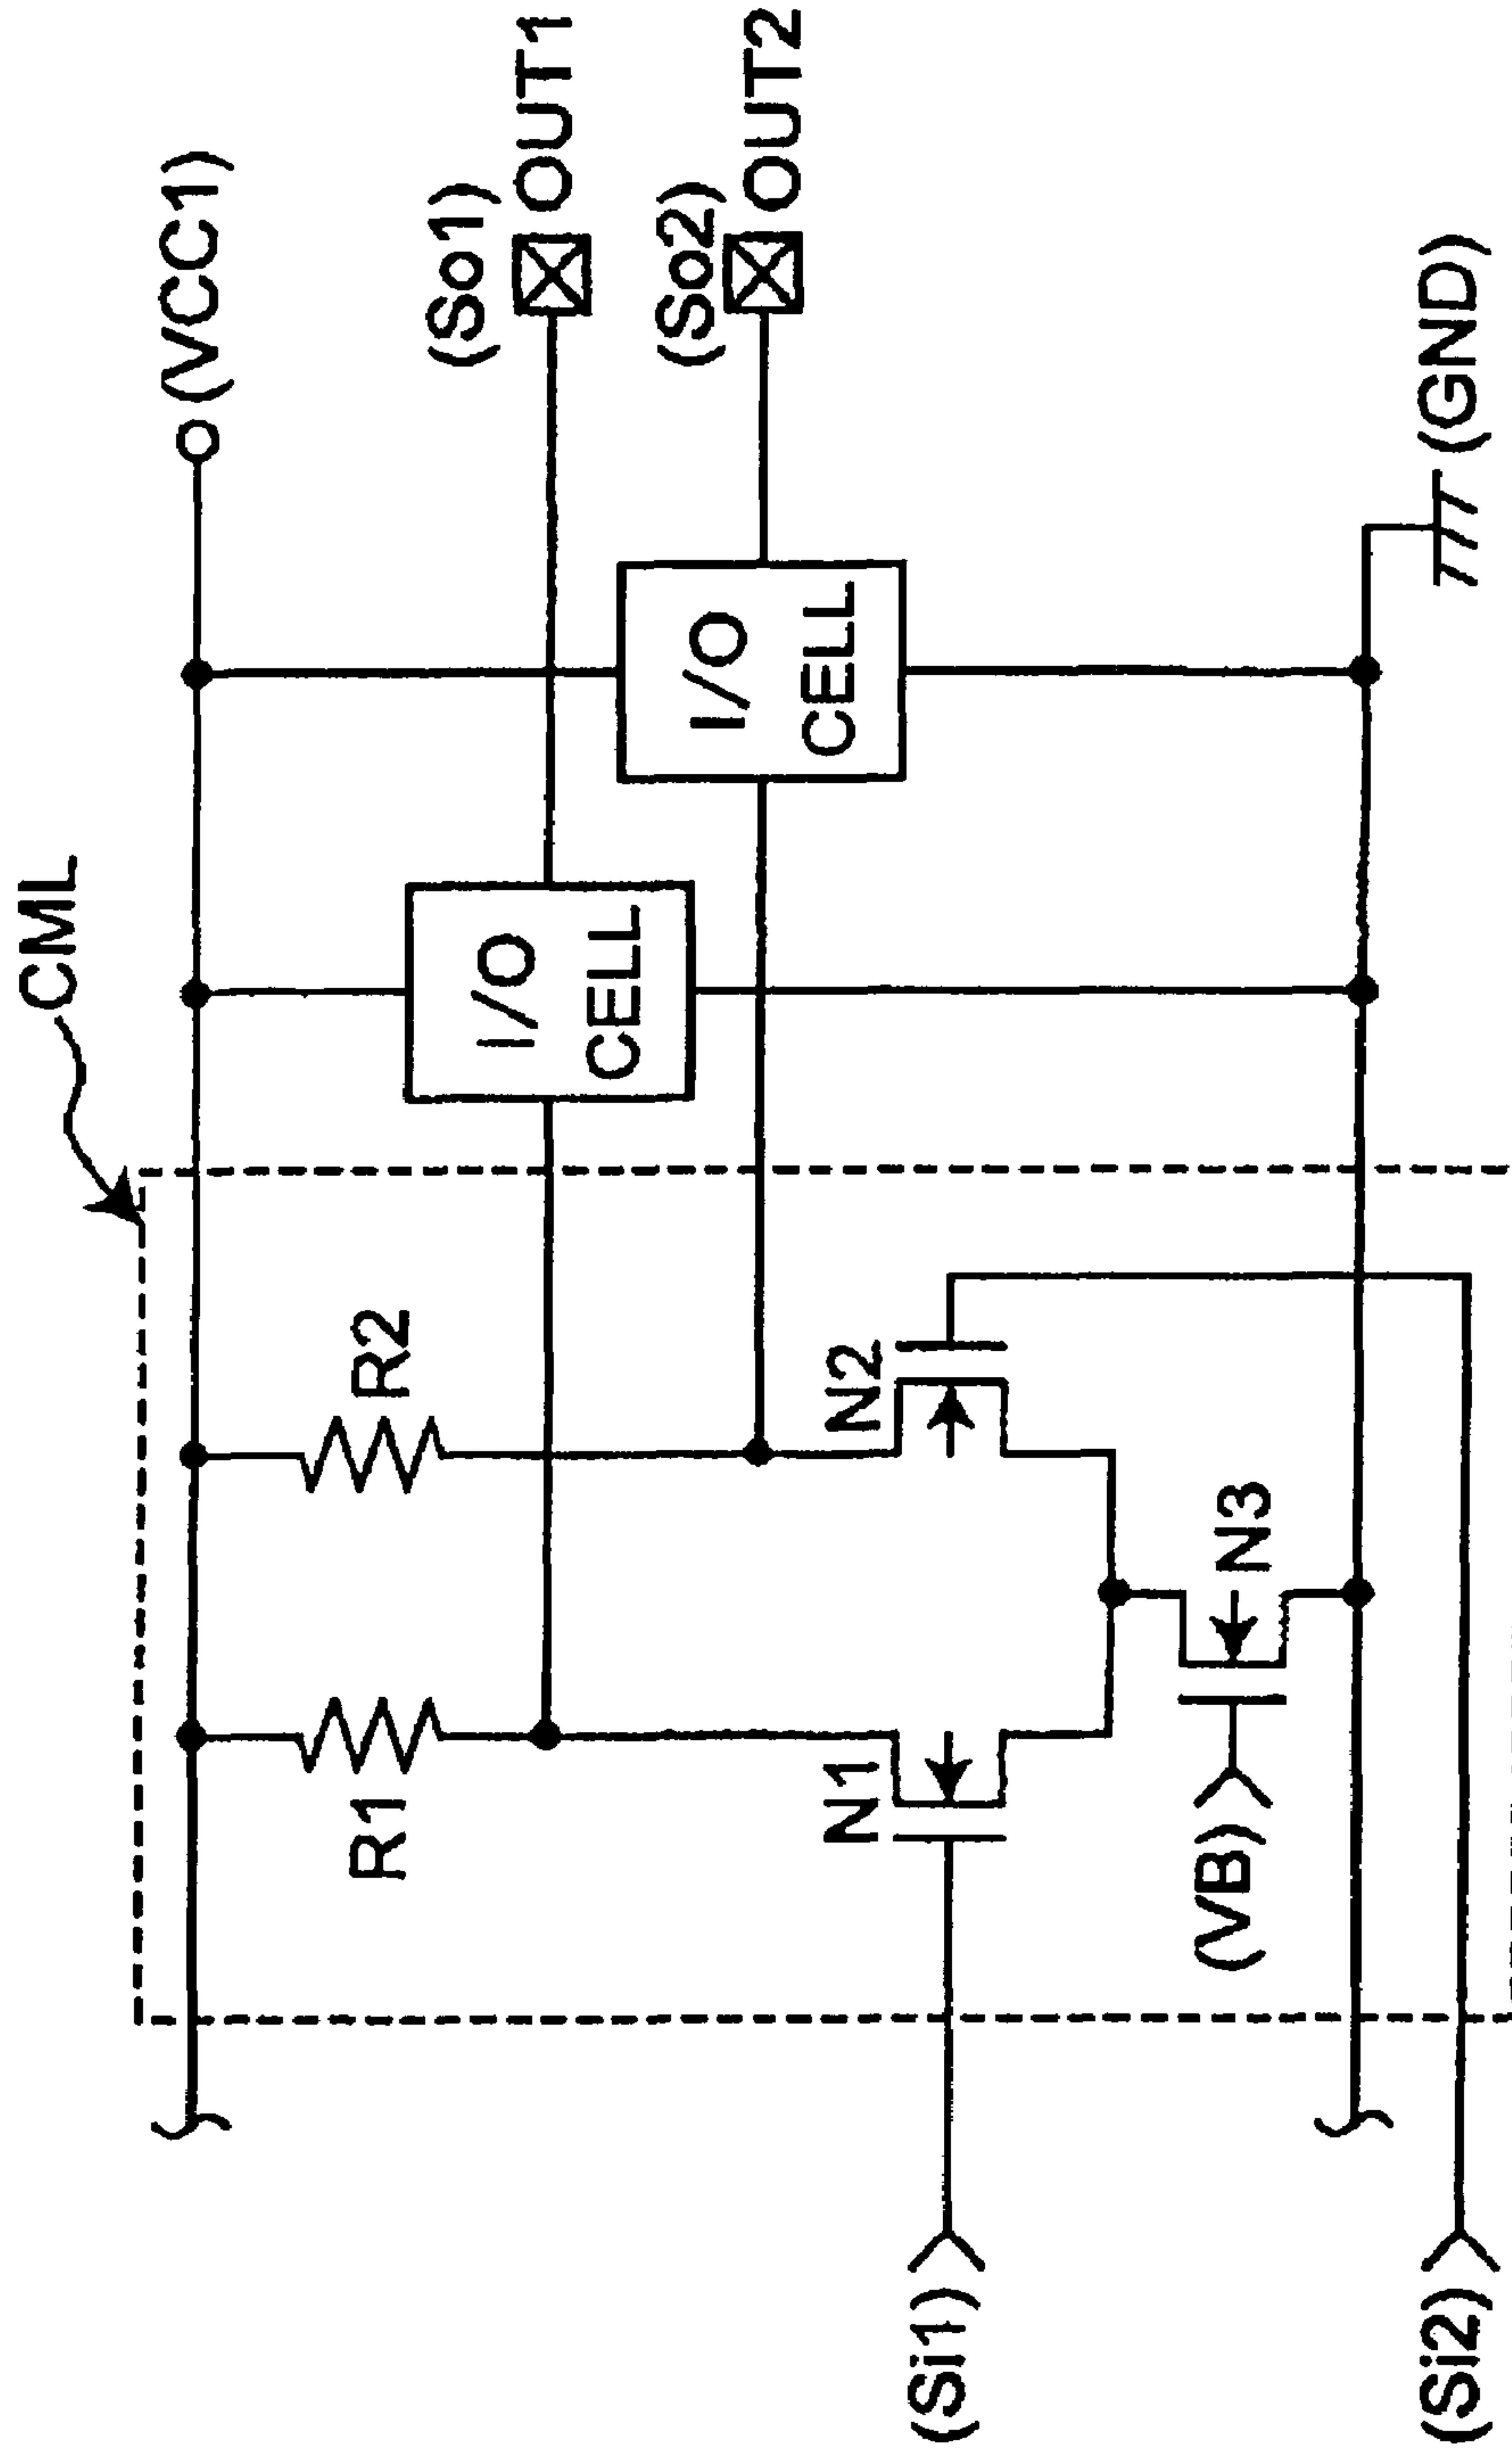 CML
(VCC1)
R1
R2
I/O
CELL
(So1)
OUT1
I/O
CELL
(So2)
OUT2
N1
N2
(Si1)
(VB)
N3
(GND)
(Si2)